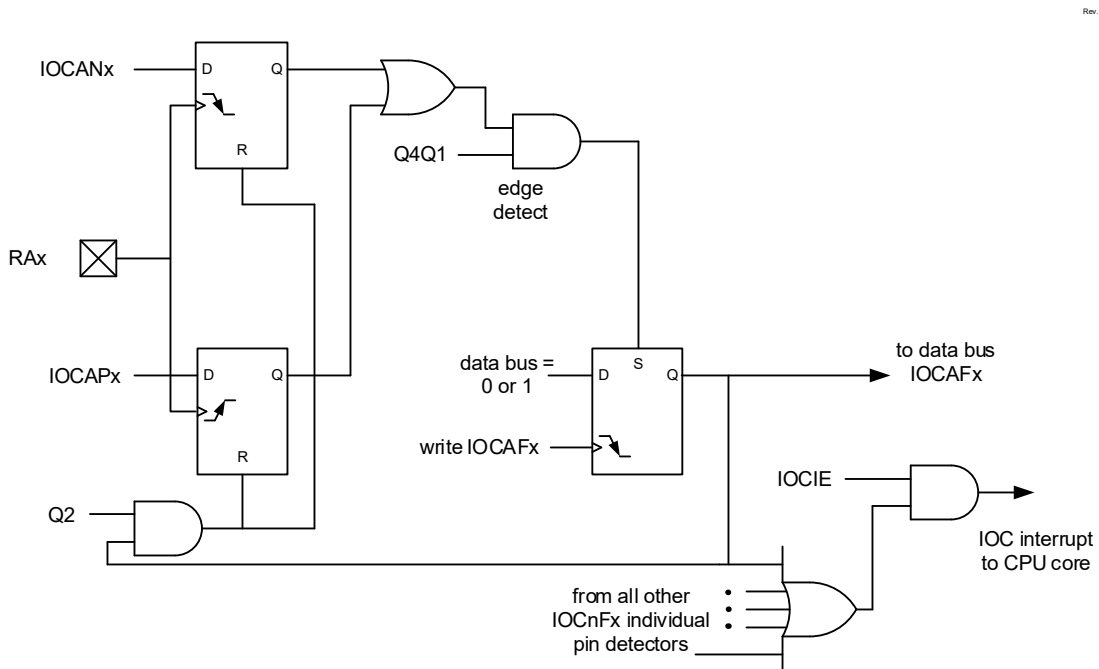 Rev.
IOCANx
D
Q
R
Q4Q1
edge
detect
RAx
IOCAPx
D
Q
R
data bus =
0 or 1
D
S
Q
to data bus
IOCAFx
write IOCAFx
IOCIE
Q2
IOC interrupt
to CPU core
from all other
IOCnFx individual
pin detectors